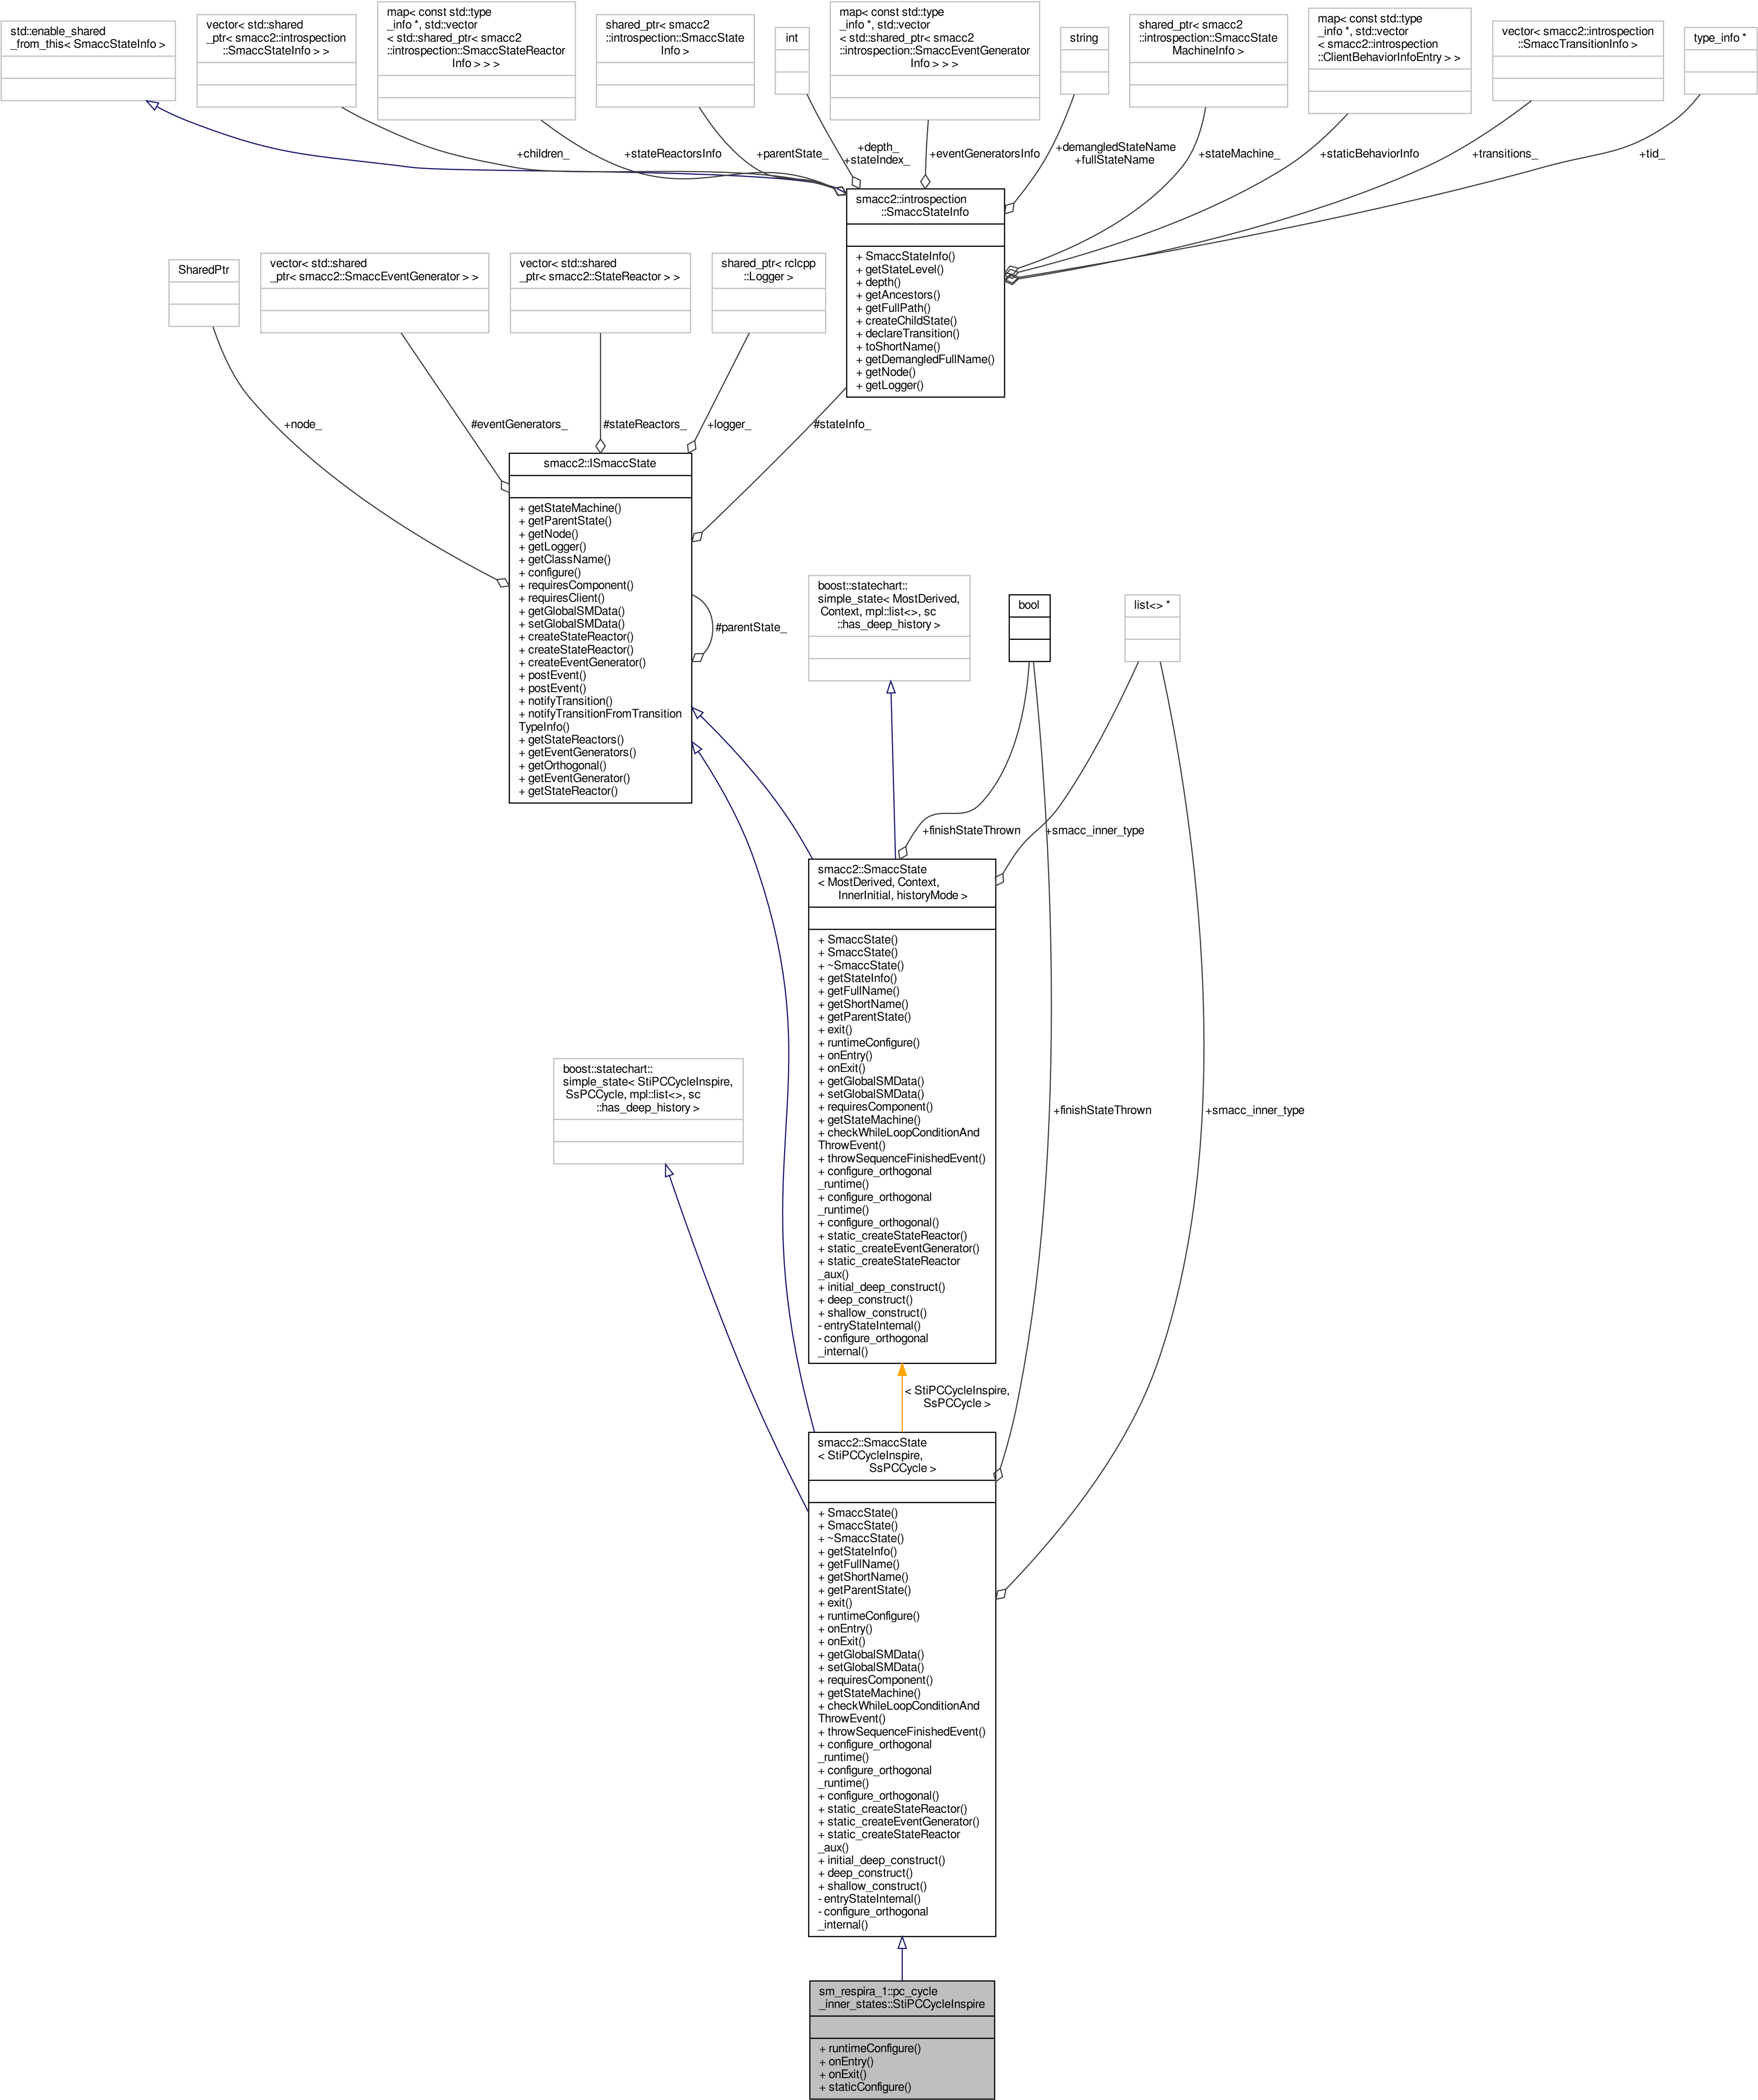 std::enable_shared
_from_this< SmaccStateInfo >
vector< std::shared
_ptr< smacc2::introspection
::SmaccStateInfo > >
map< const std::type
_info *, std::vector
< std::shared_ptr< smacc2
::introspection::SmaccStateReactor
Info > > >
shared_ptr< smacc2
::introspection::SmaccState
Info >
int
map< const std::type
_info *, std::vector
< std::shared_ptr< smacc2
::introspection::SmaccEventGenerator
Info > > >
string
shared_ptr< smacc2
::introspection::SmaccState
MachineInfo >
map< const std::type
_info *, std::vector
< smacc2::introspection
::ClientBehaviorInfoEntry > >
vector< smacc2::introspection
::SmaccTransitionInfo >
type_info *
+children_
+stateReactorsInfo
+parentState_
+depth_
+stateIndex_
+eventGeneratorsInfo
+demangledStateName
+fullStateName
+stateMachine_
+staticBehaviorInfo
+transitions_
+tid_
smacc2::introspection
::SmaccStateInfo
+ SmaccStateInfo()
+ getStateLevel()
+ depth()
+ getAncestors()
+ getFullPath()
+ createChildState()
+ declareTransition()
+ toShortName()
+ getDemangledFullName()
+ getNode()
+ getLogger()
SharedPtr
vector< std::shared
_ptr< smacc2::SmaccEventGenerator > >
vector< std::shared
_ptr< smacc2::StateReactor > >
shared_ptr< rclcpp
::Logger >
+node_
#eventGenerators_
#stateReactors_
+logger_
#stateInfo_
smacc2::ISmaccState
+ getStateMachine()
+ getParentState()
+ getNode()
+ getLogger()
+ getClassName()
+ configure()
+ requiresComponent()
+ requiresClient()
+ getGlobalSMData()
+ setGlobalSMData()
+ createStateReactor()
+ createStateReactor()
+ createEventGenerator()
+ postEvent()
+ postEvent()
+ notifyTransition()
+ notifyTransitionFromTransition
TypeInfo()
+ getStateReactors()
+ getEventGenerators()
+ getOrthogonal()
+ getEventGenerator()
+ getStateReactor()
#parentState_
boost::statechart::
simple_state< MostDerived,
Context, mpl::list<>, sc
::has_deep_history >
bool
list<> *
+finishStateThrown
+smacc_inner_type
smacc2::SmaccState
< MostDerived, Context,
InnerInitial, historyMode >
+ SmaccState()
+ SmaccState()
+ ~SmaccState()
+ getStateInfo()
+ getFullName()
+ getShortName()
+ getParentState()
+ exit()
+ runtimeConfigure()
+ onEntry()
+ onExit()
+ getGlobalSMData()
+ setGlobalSMData()
+ requiresComponent()
+ getStateMachine()
+ checkWhileLoopConditionAnd
ThrowEvent()
+ throwSequenceFinishedEvent()
+ configure_orthogonal
_runtime()
+ configure_orthogonal
_runtime()
+ configure_orthogonal()
+ static_createStateReactor()
+ static_createEventGenerator()
+ static_createStateReactor
_aux()
+ initial_deep_construct()
+ deep_construct()
+ shallow_construct()
- entryStateInternal()
- configure_orthogonal
_internal()
boost::statechart::
simple_state< StiPCCycleInspire,
SsPCCycle, mpl::list<>, sc
::has_deep_history >
+finishStateThrown
+smacc_inner_type
< StiPCCycleInspire,
SsPCCycle >
smacc2::SmaccState
< StiPCCycleInspire,
SsPCCycle >
+ SmaccState()
+ SmaccState()
+ ~SmaccState()
+ getStateInfo()
+ getFullName()
+ getShortName()
+ getParentState()
+ exit()
+ runtimeConfigure()
+ onEntry()
+ onExit()
+ getGlobalSMData()
+ setGlobalSMData()
+ requiresComponent()
+ getStateMachine()
+ checkWhileLoopConditionAnd
ThrowEvent()
+ throwSequenceFinishedEvent()
+ configure_orthogonal
_runtime()
+ configure_orthogonal
_runtime()
+ configure_orthogonal()
+ static_createStateReactor()
+ static_createEventGenerator()
+ static_createStateReactor
_aux()
+ initial_deep_construct()
+ deep_construct()
+ shallow_construct()
- entryStateInternal()
- configure_orthogonal
_internal()
sm_respira_1::pc_cycle
_inner_states::StiPCCycleInspire
+ runtimeConfigure()
+ onEntry()
+ onExit()
+ staticConfigure()